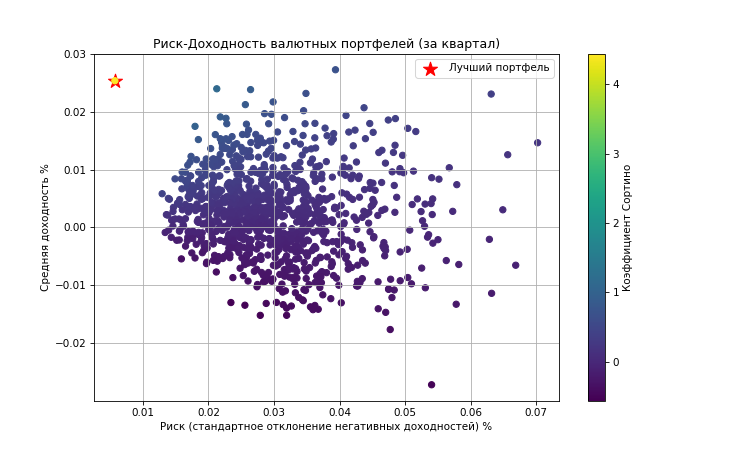 Риск-Доходность валютных портфелей (за квартал)
Лучший портфель
Средняя доходность %
0.03
0.02
0.01
0.00
−0.01
−0.02
0.01 0.02 0.03 0.04 0.05 0.06 0.07
Риск (стандартное отклонение негативных доходностей) %
4
3
2
1
0
Коэффициент Сортино